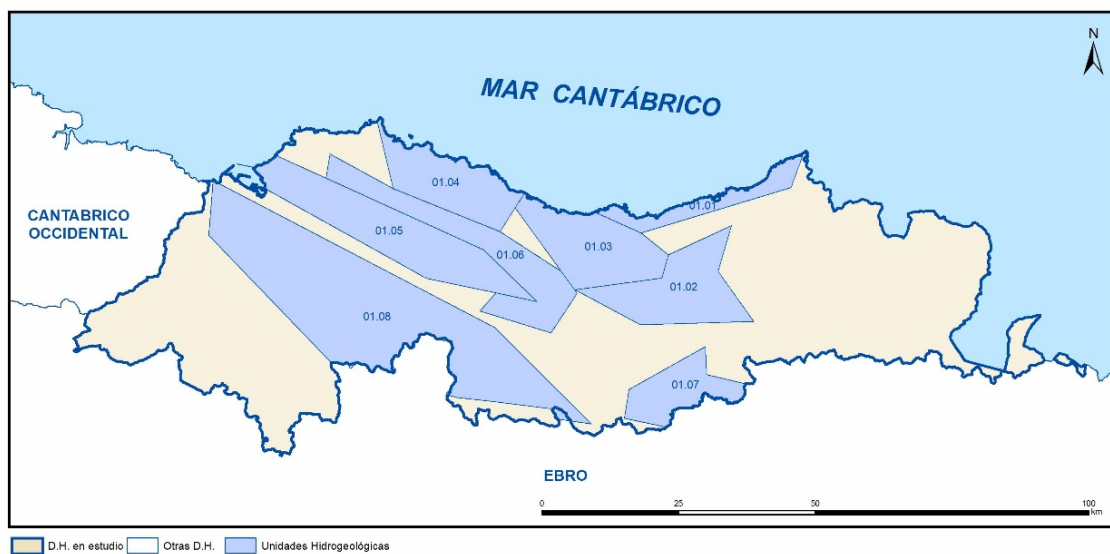 N
MAR CANTÁBRICO
CANTABRICO
OCCIDENTAL
01.04
01.01
01.05
01.06
01.03
01.02
01.08
01.07
EBRO
0 25 50 100
km
D.H. en estudio Otras D.H. Unidades Hidrogeológicas